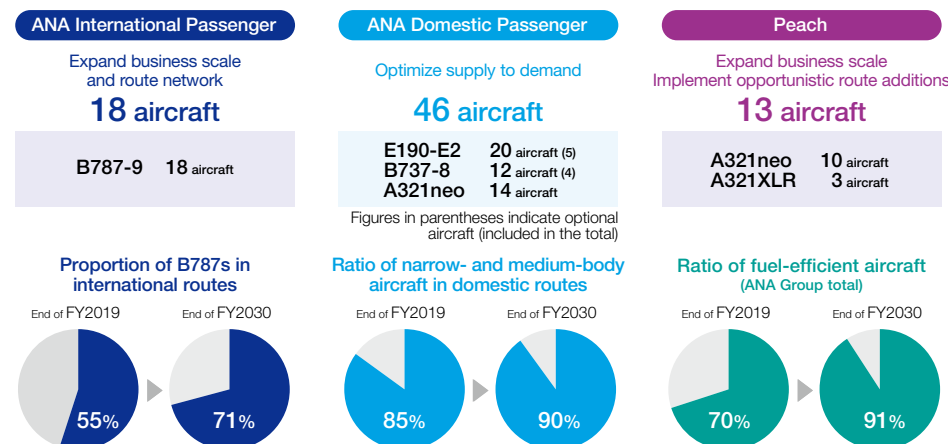 ANA International Passenger
Expand business scale
and route network
18 aircraft
B787-9 18 aircraft
Proportion of B787s in
international routes
End of FY2019 End of FY2030
55% 71%
ANA Domestic Passenger
Optimize supply to demand
46 aircraft
E190-E2 20 aircraft (5)
B737-8 12 aircraft (4)
A321neo 14 aircraft
Figures in parentheses indicate optional
aircraft (included in the total)
Ratio of narrow- and medium-body
aircraft in domestic routes
End of FY2019 End of FY2030
85% 90%
Peach
Expand business scale
Implement opportunistic route additions
13 aircraft
A321neo 10 aircraft
A321XLR 3 aircraft
Ratio of fuel-efficient aircraft
(ANA Group total)
End of FY2019 End of FY2030
70% 91%